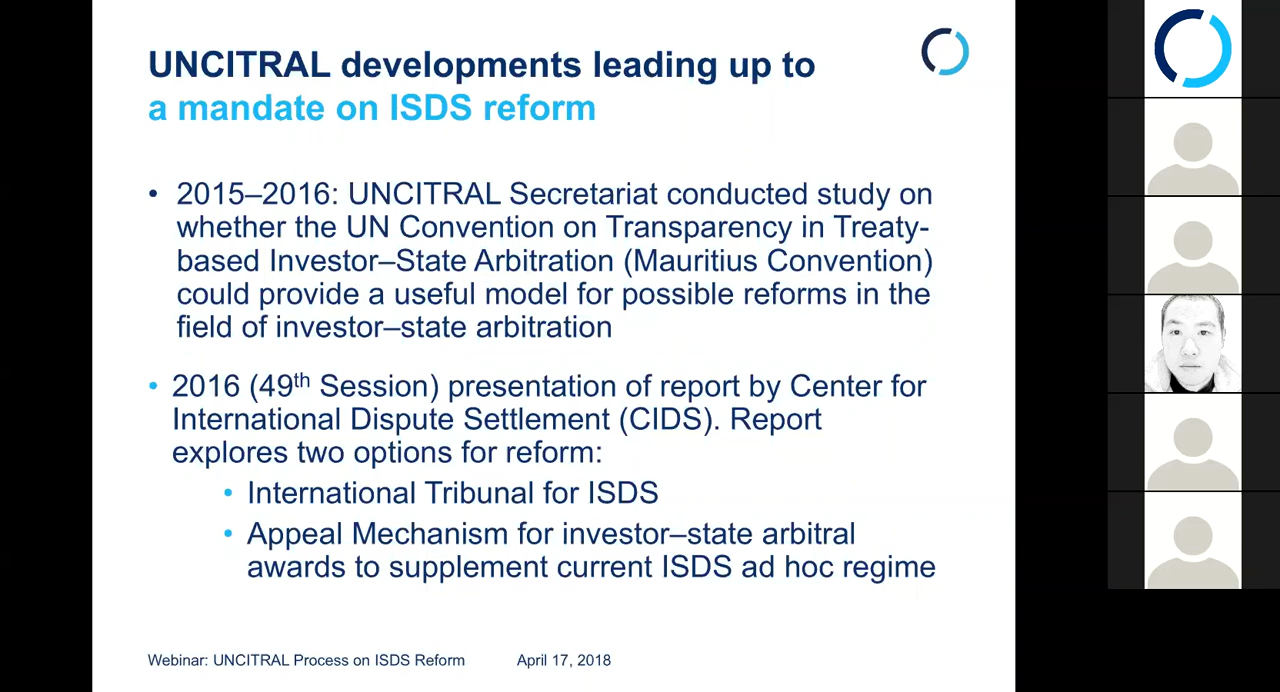 UNCITRAL developments leading up to
a mandate on ISDS reform
• 2015–2016: UNCITRAL Secretariat conducted study on
whether the UN Convention on Transparency in Treaty-
based Investor–State Arbitration (Mauritius Convention)
could provide a useful model for possible reforms in the
field of investor–state arbitration
• 2016 (49th Session) presentation of report by Center for
International Dispute Settlement (CIDS). Report
explores two options for reform:
• International Tribunal for ISDS
• Appeal Mechanism for investor–state arbitral
awards to supplement current ISDS ad hoc regime
Webinar: UNCITRAL Process on ISDS Reform April 17, 2018